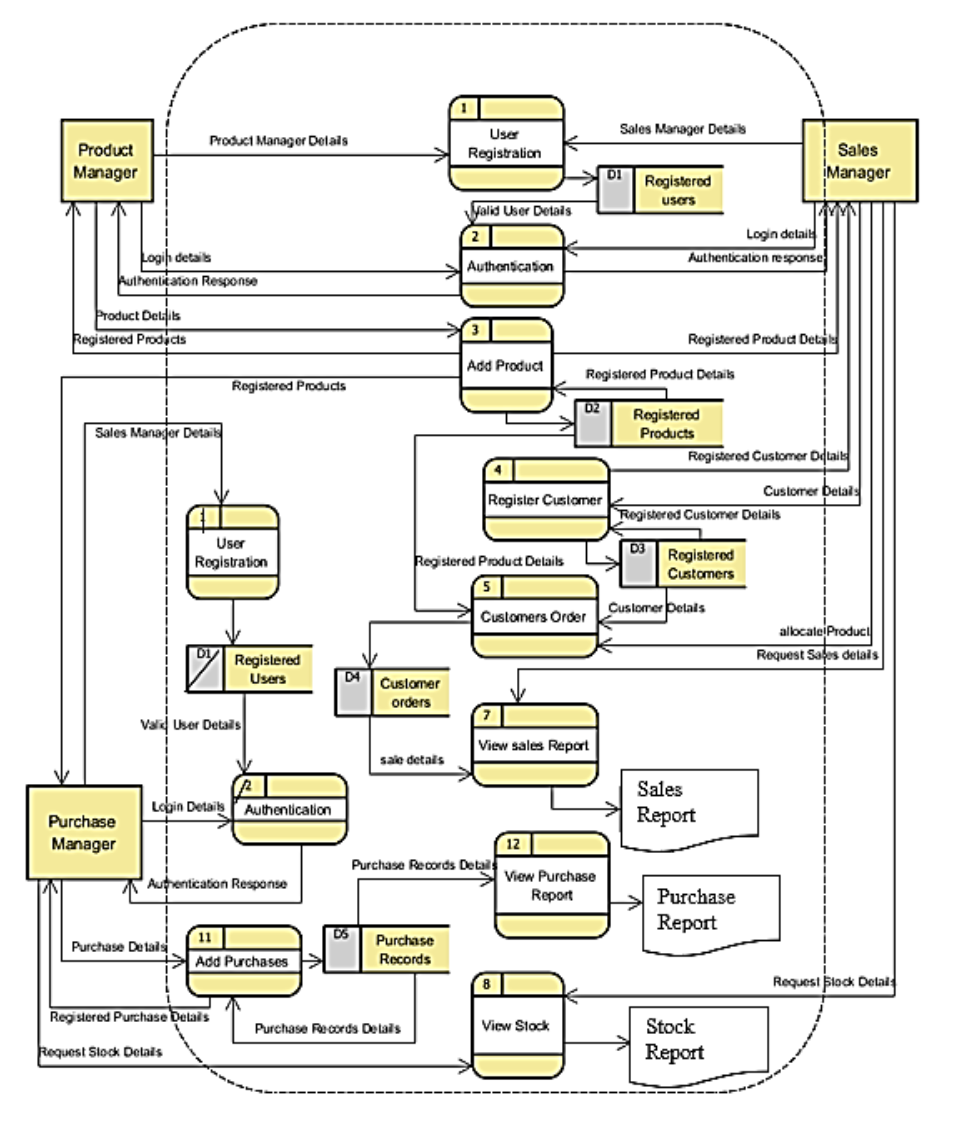 1
User
Registration
Product
Manager
Product Manager Details
Sales Manager Details
Sales
Manager
D1
Registered
users
Valid User Details
2
Authentication
Login details
Authentication response
Login details
Authentication Response
Product Details
Registered Products
3
Add Product
Registered Product Details
Registered Products
Registered Product Details
D2
Registered
Products
Sales Manager Details
4
Register Customer
Registered Customer Details
Customer Details
Registered Customer Details
1
User
Registration
D3
Registered
Customers
Registered Product Details
5
Customers Order
Customer Details
allocate Product
Request Sales details
D1
Registered
Users
D4
Customer
orders
Valid User Details
7
View sales Report
sale details
Sales
Report
Purchase
Manager
Login Details
2
Authentication
Authentication Response
Purchase Records Details
12
View Purchase
Report
Purchase
Report
Purchase Details
11
Add Purchases
D5
Purchase
Records
Registered Purchase Details
Purchase Records Details
Request Stock Details
8
View Stock
Request Stock Details
Stock
Report